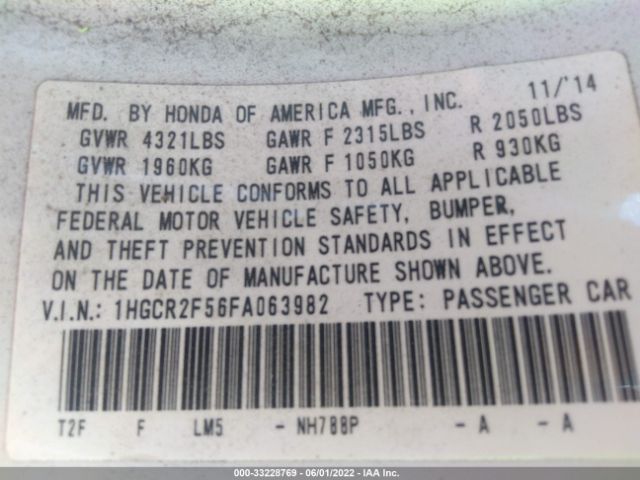 MFD. BY HONDA OF AMERICA MFG., INC. 11/'14
GVWR 4321LBS GAWR F 2315LBS R 2050LBS
GVWR 1960KG GAWR F 1050KG R 930KG
THIS VEHICLE CONFORMS TO ALL APPLICABLE
FEDERAL MOTOR VEHICLE SAFETY, BUMPER,
AND THEFT PREVENTION STANDARDS IN EFFECT
ON THE DATE OF MANUFACTURE SHOWN ABOVE.
V.I.N.: 1HGCR2F56FA063982 TYPE: PASSENGER CAR
T2F F LM5 - NH788P - A - A
000-33228769 - 06/01/2022 - IAA Inc.